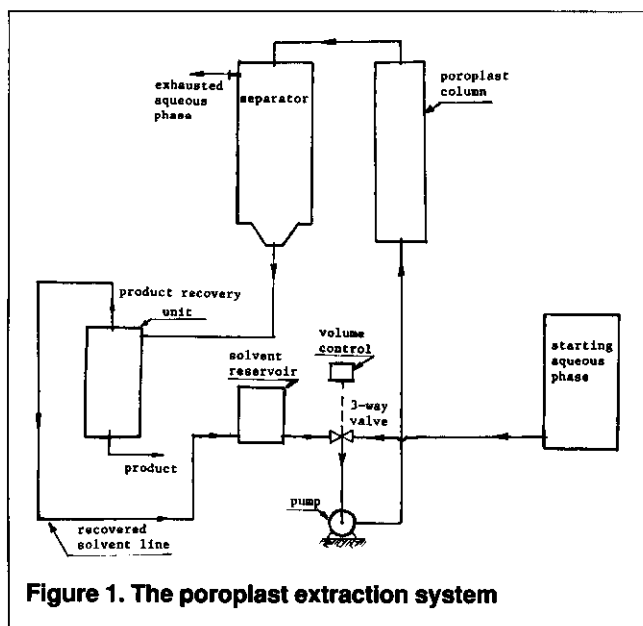 exhausted
aqueous
phase
separator
poroplast
column
product recovery
unit
solvent
reservoir
volume
control
3-way
valve
starting
aqueous
phase
product
pump
recovered
solvent line
Figure 1. The poroplast extraction system